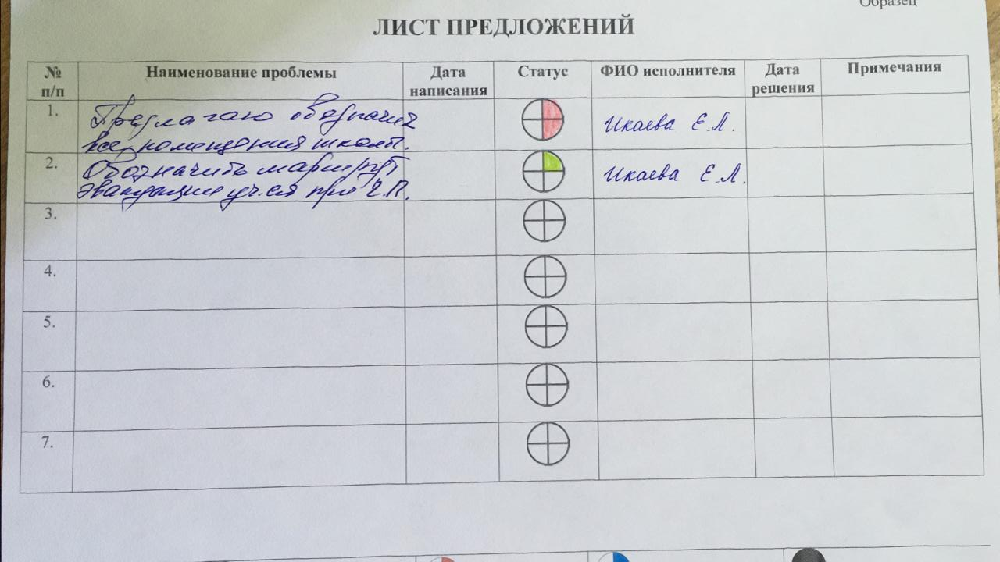 Образец
ЛИСТ ПРЕДЛОЖЕНИЙ
№ п/п Наименование проблемы Дата написания Статус ФИО исполнителя Дата решения Примечания
1. Предлагаю обозначить Икаева Е.Л.
все помещения школы.
2. Обозначить маршрут Икаева Е.Л.
эвакуации уч-ся при Ч.П.
3.
4.
5.
6.
7.